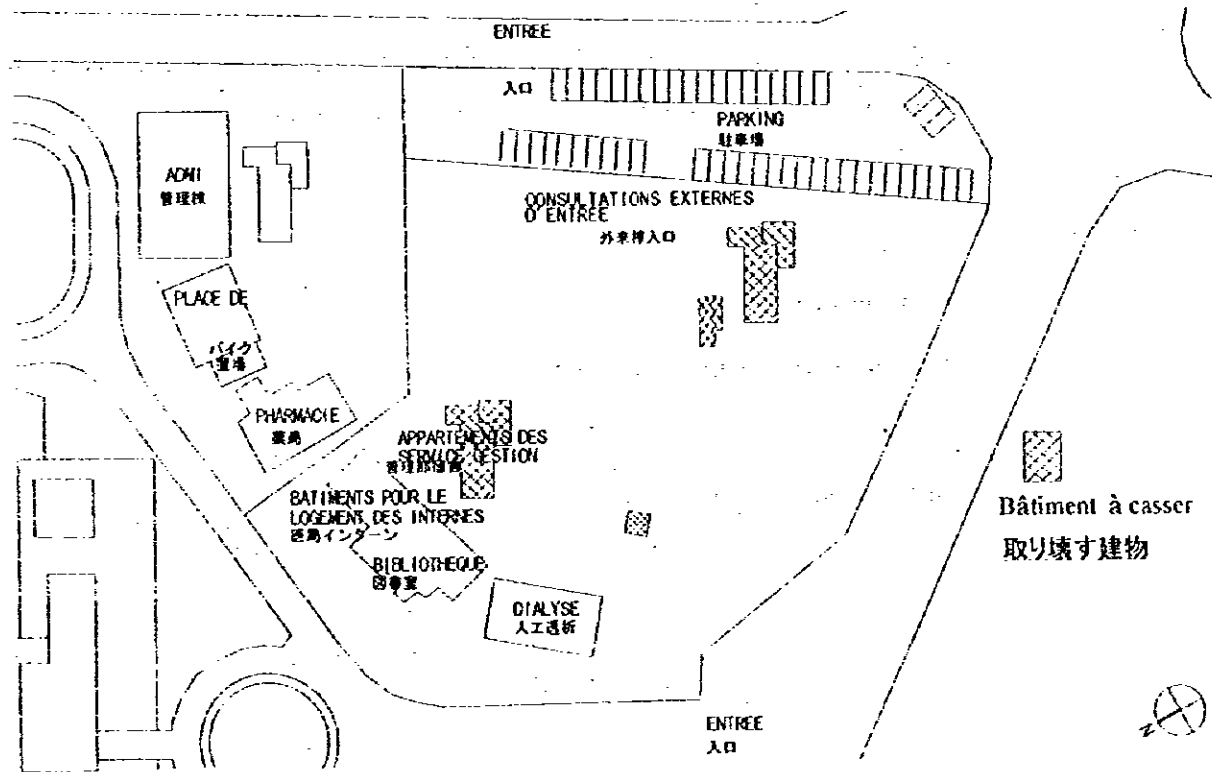 ENTREE
入口
PARKING
駐車場
ADMI
管理棟
CONSULTATIONS EXTERNES
D'ENTREE
外来棟入口
PLACE DE
バイク
置場
PHARMACIE
薬局
APPARTEMENTS DES
SERVICE GESTION
BATIMENTS POUR LE
LOGEMENT DES INTERNES
医局インターン
BIBLIOTHEQUE
図書室
DIALYSE
人工透析
Bâtiment à casser
取り壊す建物
ENTREE
入口
N